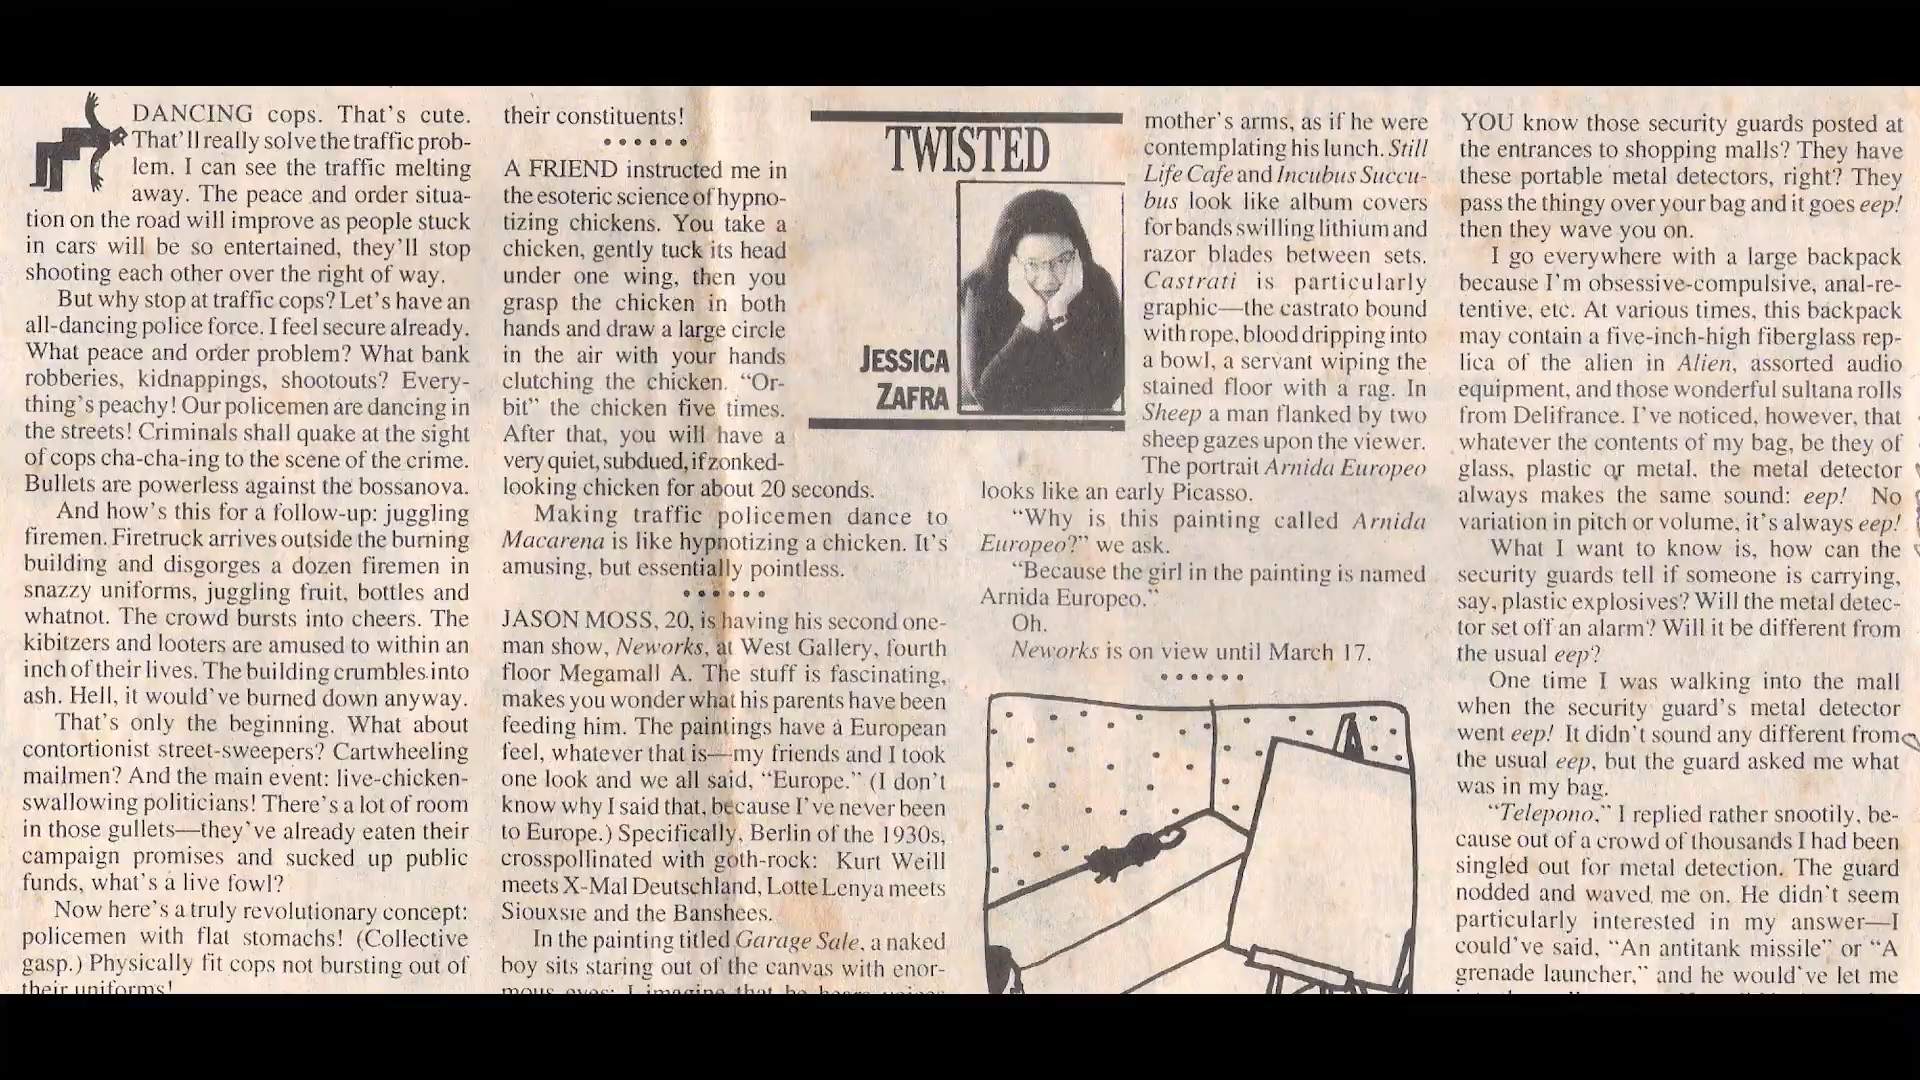 DANCING cops. That's cute.
That'll really solve the traffic prob-
lem. I can see the traffic melting
away. The peace and order situa-
tion on the road will improve as people stuck
in cars will be so entertained, they'll stop
shooting each other over the right of way.
But why stop at traffic cops? Let's have an
all-dancing police force. I feel secure already.
What peace and order problem? What bank
robberies, kidnappings, shootouts? Every-
thing's peachy! Our policemen are dancing in
the streets! Criminals shall quake at the sight
of cops cha-cha-ing to the scene of the crime.
Bullets are powerless against the bossanova.
And how's this for a follow-up: juggling
firemen. Firetruck arrives outside the burning
building and disgorges a dozen firemen in
snazzy uniforms, juggling fruit, bottles and
whatnot. The crowd bursts into cheers. The
kibitzers and looters are amused to within an
inch of their lives. The building crumbles into
ash. Hell, it would've burned down anyway.
That's only the beginning. What about
contortionist street-sweepers? Cartwheeling
mailmen? And the main event: live-chicken-
swallowing politicians! There's a lot of room
in those gullets—they've already eaten their
campaign promises and sucked up public
funds, what's a live fowl?
Now here's a truly revolutionary concept:
policemen with flat stomachs! (Collective
gasp.) Physically fit cops not bursting out of
their uniforms!
their constituents!
A FRIEND instructed me in
the esoteric science of hypno-
tizing chickens. You take a
chicken, gently tuck its head
under one wing, then you
grasp the chicken in both
hands and draw a large circle
in the air with your hands
clutching the chicken. "Or-
bit" the chicken five times.
After that, you will have a
very quiet, subdued, if zonked-
looking chicken for about 20 seconds.
Making traffic policemen dance to
Macarena is like hypnotizing a chicken. It's
amusing, but essentially pointless.
JASON MOSS, 20, is having his second one-
man show, Neworks, at West Gallery, fourth
floor Megamall A. The stuff is fascinating,
makes you wonder what his parents have been
feeding him. The paintings have a European
feel, whatever that is—my friends and I took
one look and we all said, "Europe." (I don't
know why I said that, because I've never been
to Europe.) Specifically, Berlin of the 1930s,
crosspollinated with goth-rock: Kurt Weill
meets X-Mal Deutschland, Lotte Lenya meets
Siouxsie and the Banshees.
In the painting titled Garage Sale, a naked
boy sits staring out of the canvas with enor-
mous eyes; I imagine that he hears voices
TWISTED
JESSICA
ZAFRA
mother's arms, as if he were
contemplating his lunch. Still
Life Cafe and Incubus Succu-
bus look like album covers
for bands swilling lithium and
razor blades between sets.
Castrati is particularly
graphic—the castrato bound
with rope, blood dripping into
a bowl, a servant wiping the
stained floor with a rag. In
Sheep a man flanked by two
sheep gazes upon the viewer.
The portrait Arnida Europeo
looks like an early Picasso.
"Why is this painting called Arnida
Europeo?" we ask.
"Because the girl in the painting is named
Arnida Europeo."
Oh.
Neworks is on view until March 17.
YOU know those security guards posted at
the entrances to shopping malls? They have
these portable metal detectors, right? They
pass the thingy over your bag and it goes eep!
then they wave you on.
I go everywhere with a large backpack
because I'm obsessive-compulsive, anal-re-
tentive, etc. At various times, this backpack
may contain a five-inch-high fiberglass rep-
lica of the alien in Alien, assorted audio
equipment, and those wonderful sultana rolls
from Delifrance. I've noticed, however, that
whatever the contents of my bag, be they of
glass, plastic or metal, the metal detector
always makes the same sound: eep! No
variation in pitch or volume, it's always eep!
What I want to know is, how can the
security guards tell if someone is carrying,
say, plastic explosives? Will the metal detec-
tor set off an alarm? Will it be different from
the usual eep?
One time I was walking into the mall
when the security guard's metal detector
went eep! It didn't sound any different from
the usual eep, but the guard asked me what
was in my bag.
"Telepono," I replied rather snootily, be-
cause out of a crowd of thousands I had been
singled out for metal detection. The guard
nodded and waved me on. He didn't seem
particularly interested in my answer—I
could've said, "An antitank missile" or "A
grenade launcher," and he would've let me